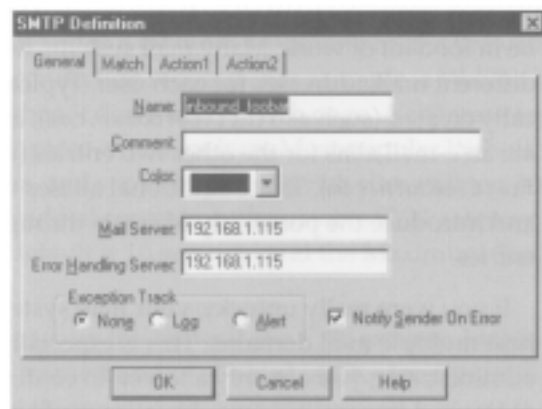 SMTP Definition
General Match Action1 Action2
Name: inbound_foobar
Comment:
Color:
Mail Server: 192.168.1.115
Error Handling Server: 192.168.1.115
Exception Track
None Log Alert
Notify Sender On Error
OK Cancel Help